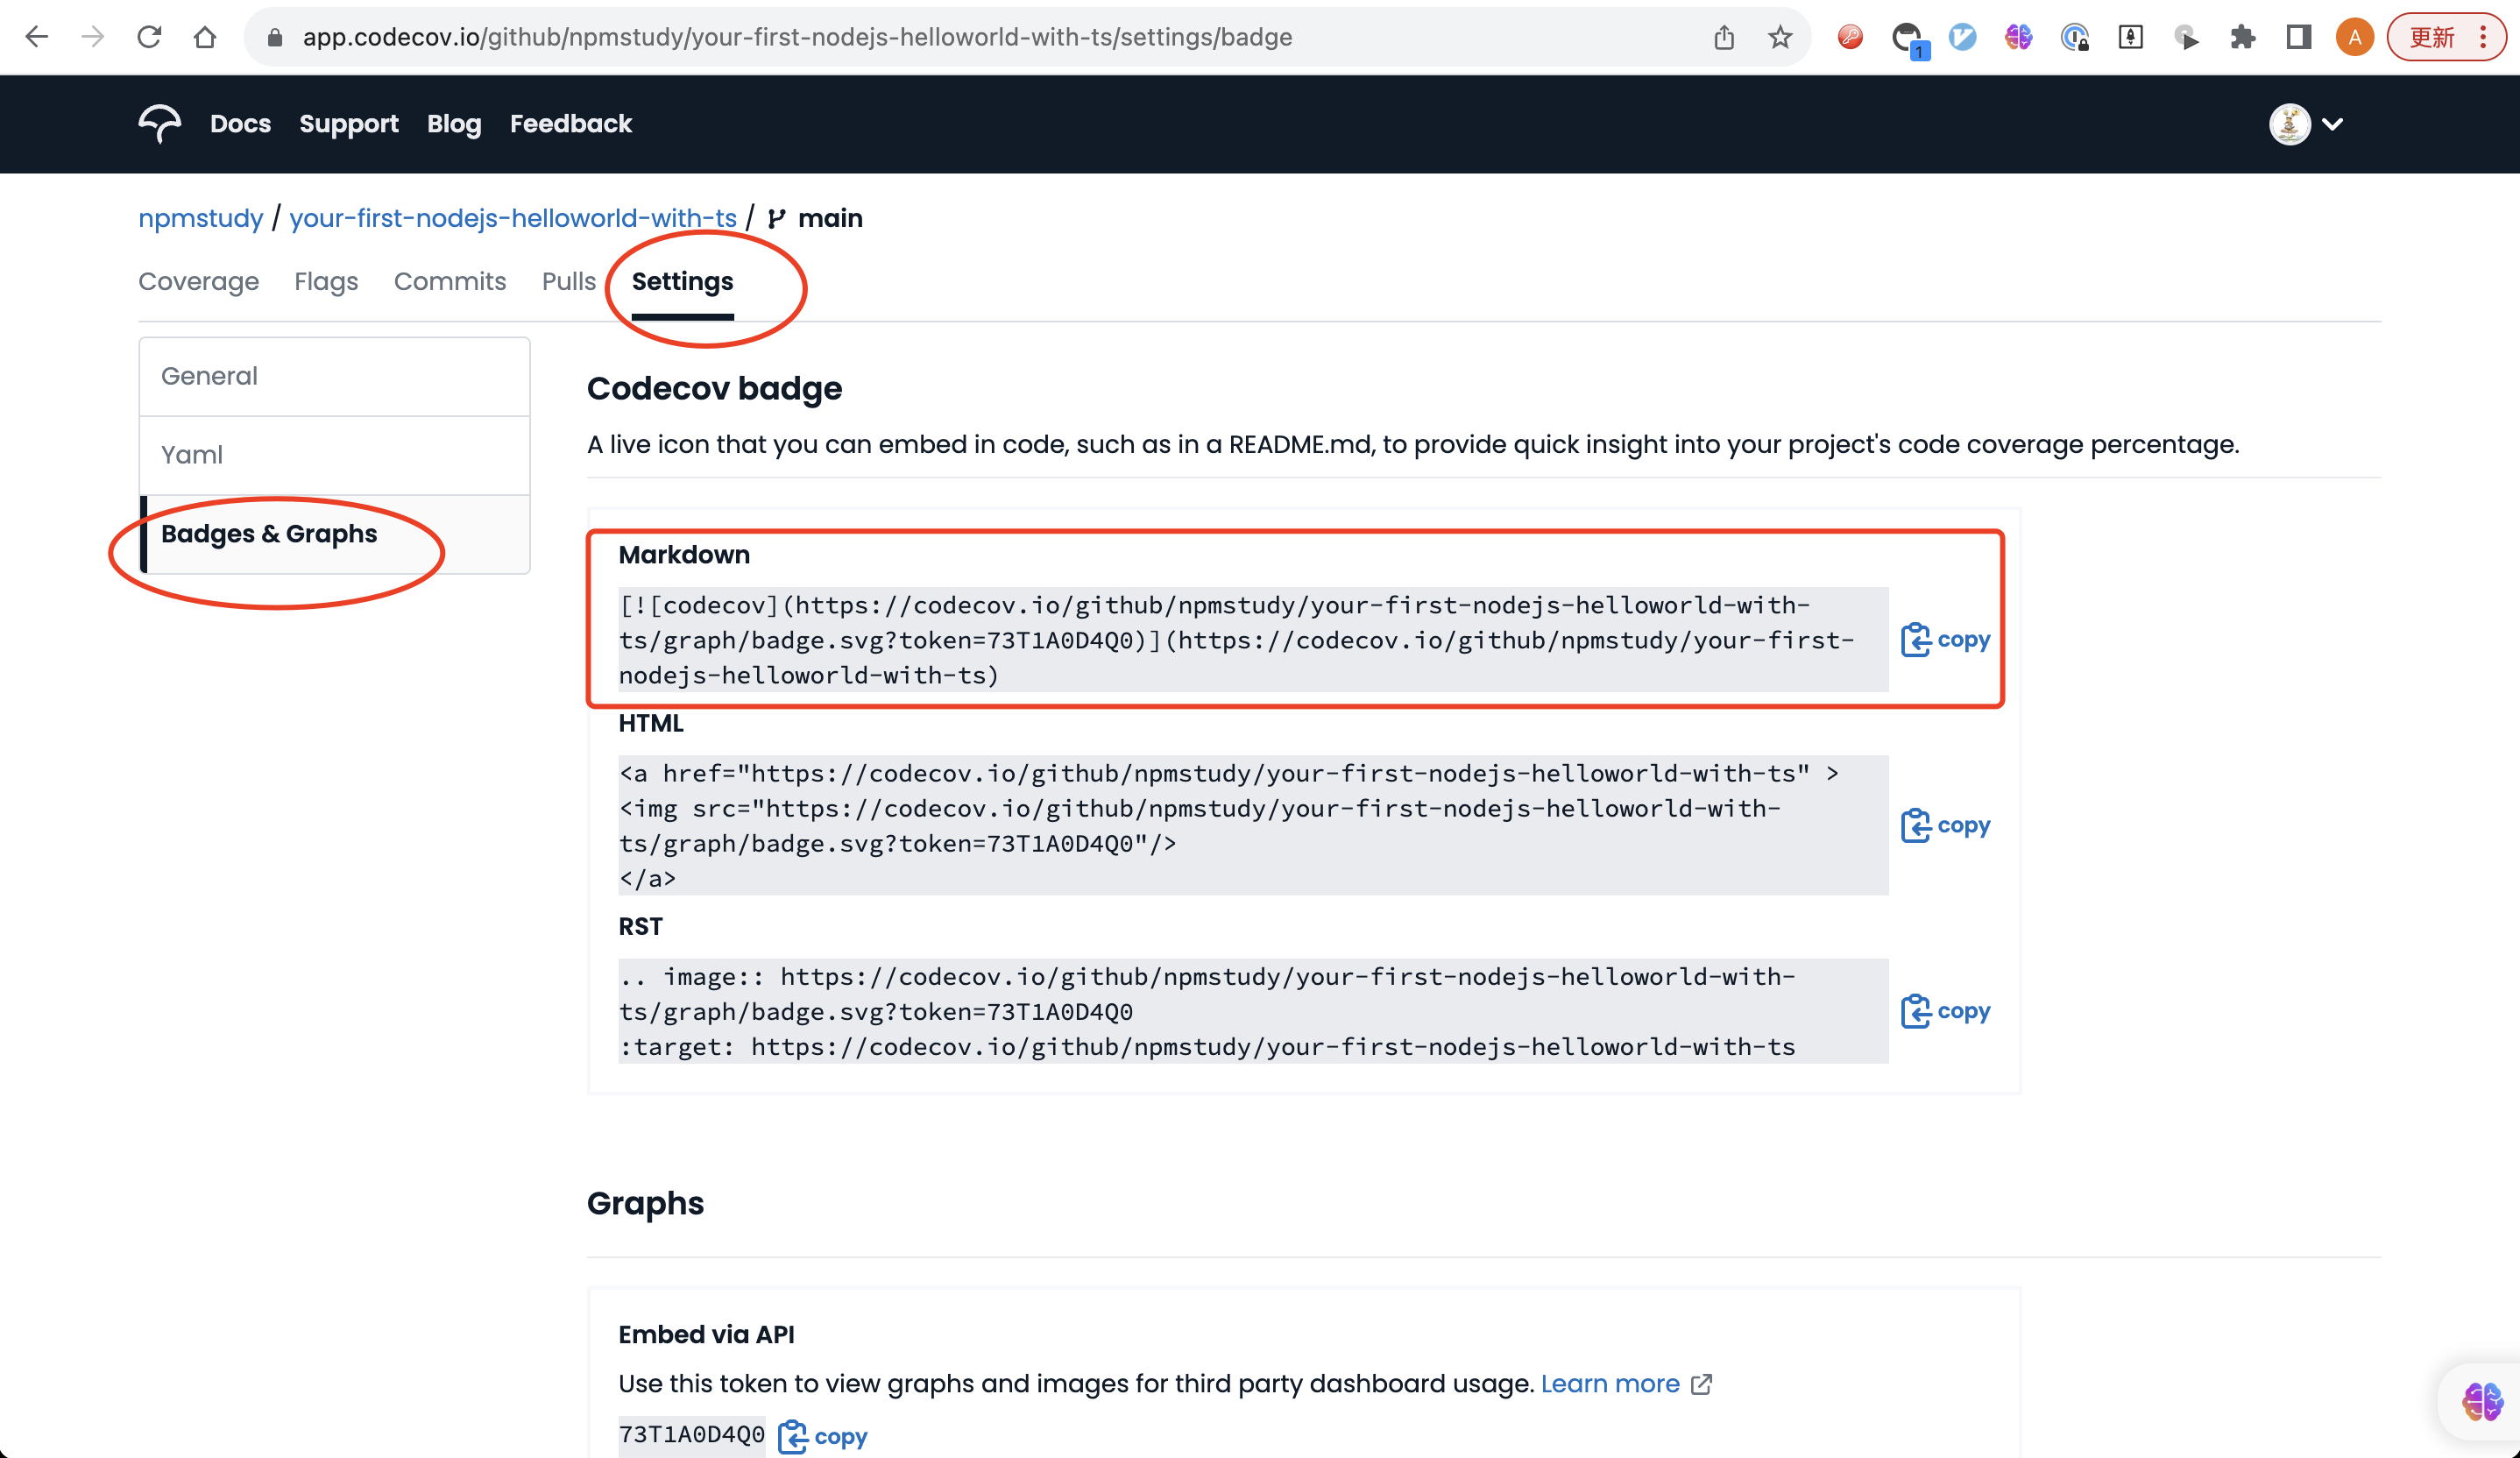 app.codecov.io/github/npmstudy/your-first-nodejs-helloworld-with-ts/settings/badge
1
A
更新
Docs Support Blog Feedback
npmstudy / your-first-nodejs-helloworld-with-ts / main
Coverage Flags Commits Pulls Settings
General
Yaml
Badges & Graphs
Codecov badge
A live icon that you can embed in code, such as in a README.md, to provide quick insight into your project's code coverage percentage.
Markdown
[![codecov](https://codecov.io/github/npmstudy/your-first-nodejs-helloworld-with-
ts/graph/badge.svg?token=73T1A0D4Q0)](https://codecov.io/github/npmstudy/your-first-
nodejs-helloworld-with-ts)
copy
HTML
<a href="https://codecov.io/github/npmstudy/your-first-nodejs-helloworld-with-ts" >
<img src="https://codecov.io/github/npmstudy/your-first-nodejs-helloworld-with-
ts/graph/badge.svg?token=73T1A0D4Q0"/>
</a>
copy
RST
.. image:: https://codecov.io/github/npmstudy/your-first-nodejs-helloworld-with-
ts/graph/badge.svg?token=73T1A0D4Q0
:target: https://codecov.io/github/npmstudy/your-first-nodejs-helloworld-with-ts
copy
Graphs
Embed via API
Use this token to view graphs and images for third party dashboard usage. Learn more
73T1A0D4Q0 copy